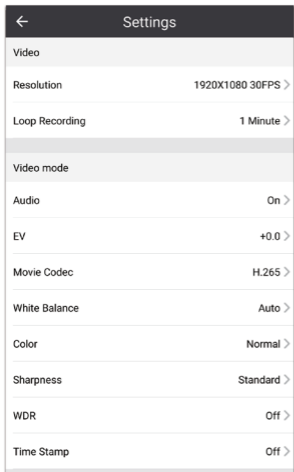 Settings
Video
Resolution 1920X1080 30FPS
Loop Recording 1 Minute
Video mode
Audio On
EV +0.0
Movie Codec H.265
White Balance Auto
Color Normal
Sharpness Standard
WDR Off
Time Stamp Off